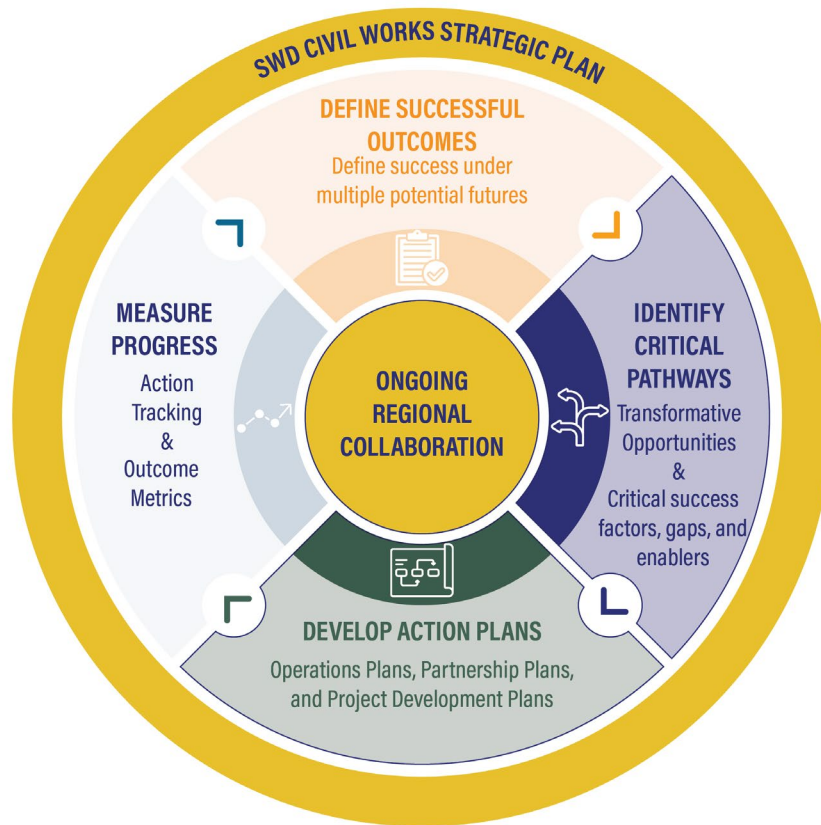 SWD CIVIL WORKS STRATEGIC PLAN
DEFINE SUCCESSFUL
OUTCOMES
Define success under
multiple potential futures
IDENTIFY
CRITICAL
PATHWAYS
Transformative
Opportunities
&
Critical success
factors, gaps, and
enablers
DEVELOP ACTION PLANS
Operations Plans, Partnership Plans,
and Project Development Plans
MEASURE
PROGRESS
Action
Tracking
&
Outcome
Metrics
ONGOING
REGIONAL
COLLABORATION